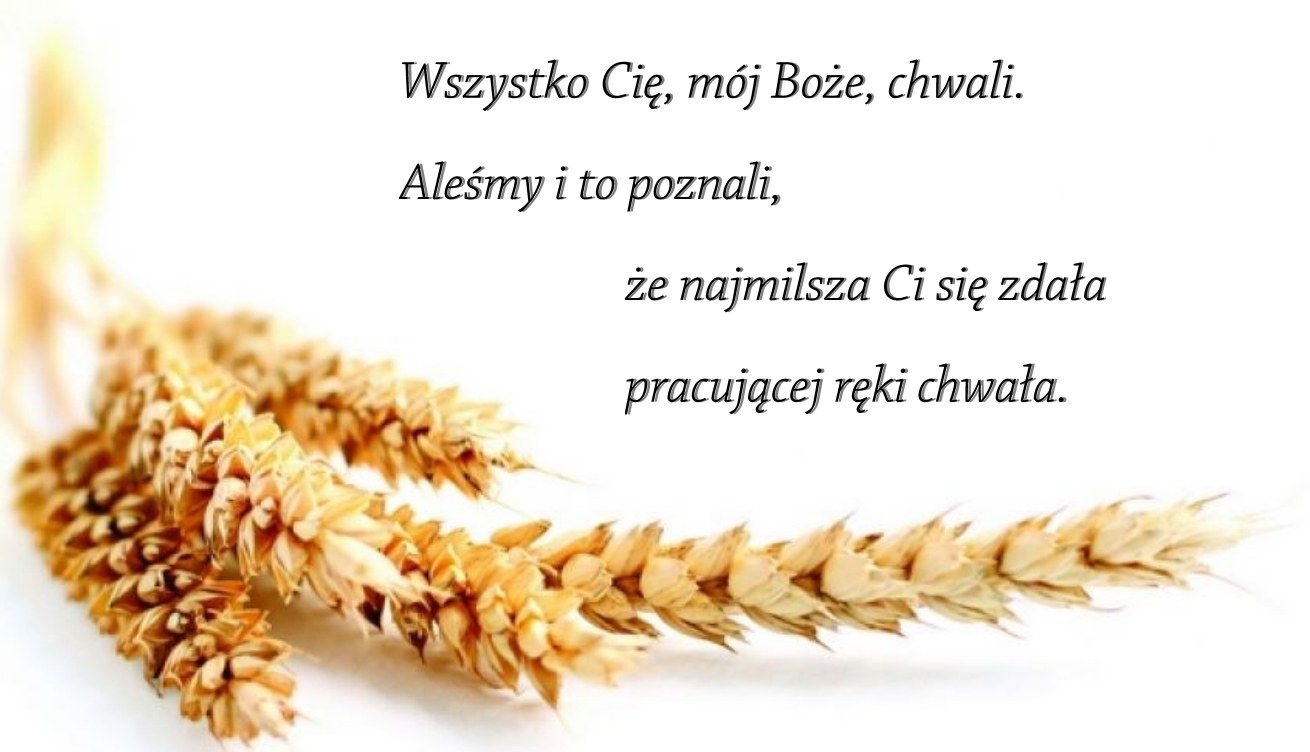 Wszystko Cię, mój Boże, chwali.
Aleśmy i to poznali,
że najmilsza Ci się zdała
pracującej ręki chwała.